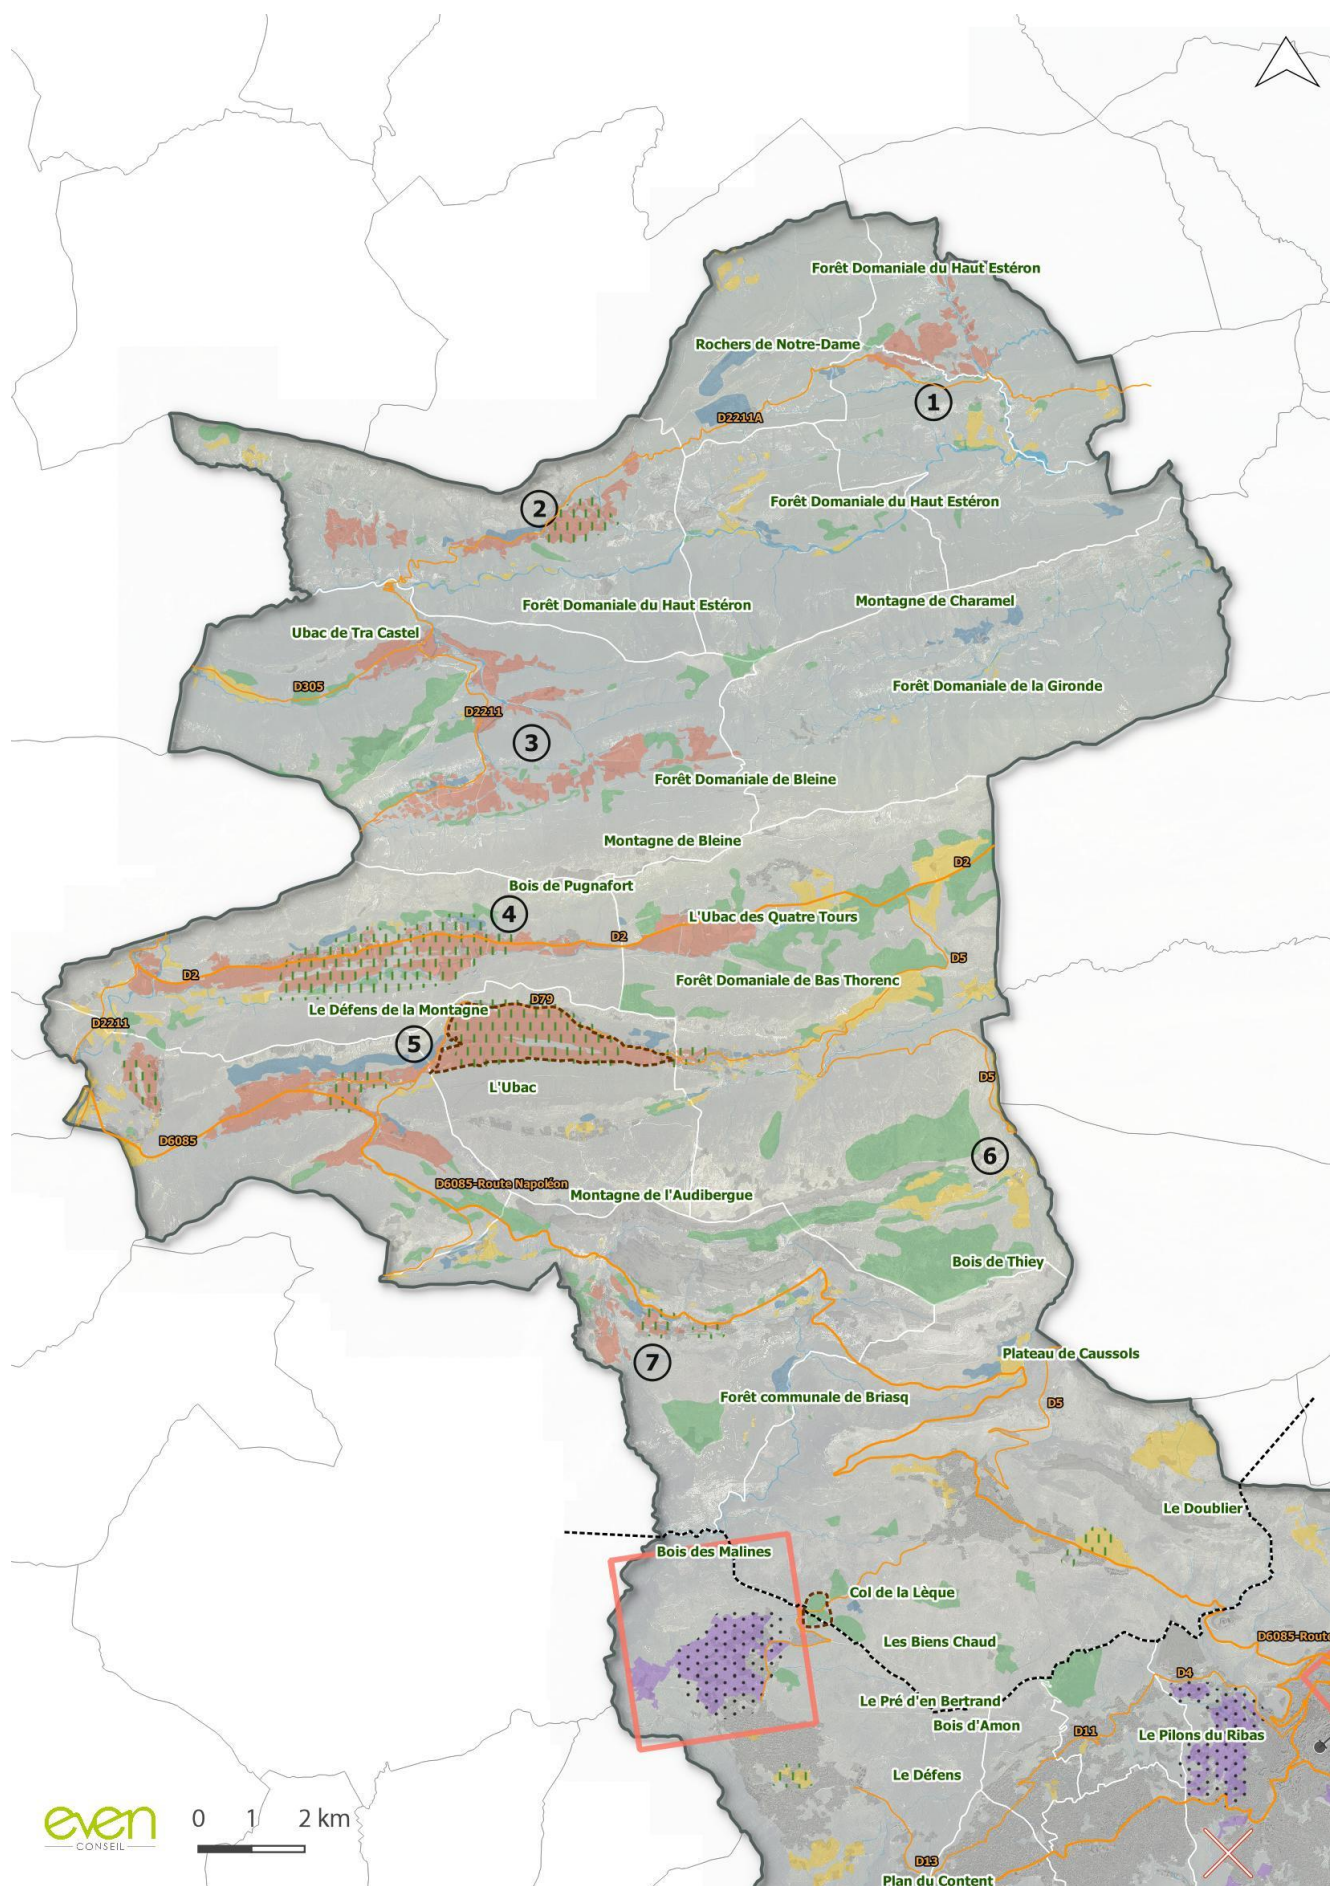 Forêt Domaniale du Haut Estéron
Rochers de Notre-Dame
1
D2211A
2
Forêt Domaniale du Haut Estéron
Forêt Domaniale du Haut Estéron
Montagne de Charamel
Ubac de Tra Castel
D305
Forêt Domaniale de la Gironde
D2211
3
Forêt Domaniale de Bleine
Montagne de Bleine
D2
Bois de Pugnafort
4
L'Ubac des Quatre Tours
D2
D5
D2
Forêt Domaniale de Bas Thorenc
D79
Le Défens de la Montagne
D2211
5
D5
L'Ubac
D6085
6
D6085-Route Napoléon
Montagne de l'Audibergue
Bois de Thiey
7
Plateau de Caussols
Forêt communale de Briasq
D5
Le Doublier
Bois des Malines
Col de la Lèque
Les Biens Chaud
D6085-Route
D4
Le Pré d'en Bertrand
Bois d'Amon
D11
Le Pilons du Ribas
Le Défens
even
CONSEIL
0 1 2 km
D13
Plan du Content